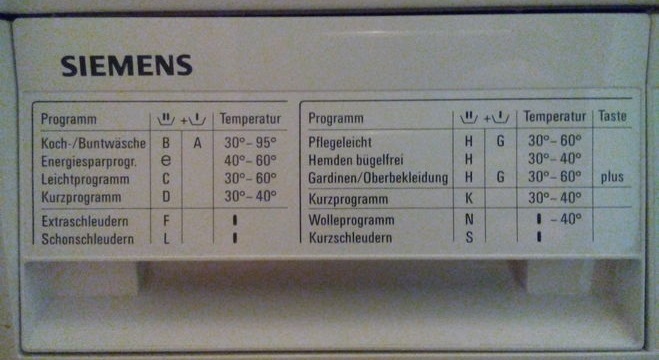 SIEMENS
Programm II +I Temperatur
Koch-/Buntwäsche B A 30°– 95°
Energiesparprogr. e 40°– 60°
Leichtprogramm C 30°– 60°
Kurzprogramm D 30°– 40°
Extraschleudern F
Schonschleudern L
Programm II +I Temperatur Taste
Pflegeleicht H G 30°– 60°
Hemden bügelfrei H 30°– 40°
Gardinen/Oberbekleidung H G 30°– 60° plus
Kurzprogramm K 30°– 40°
Wolleprogramm N – 40°
Kurzschleudern S